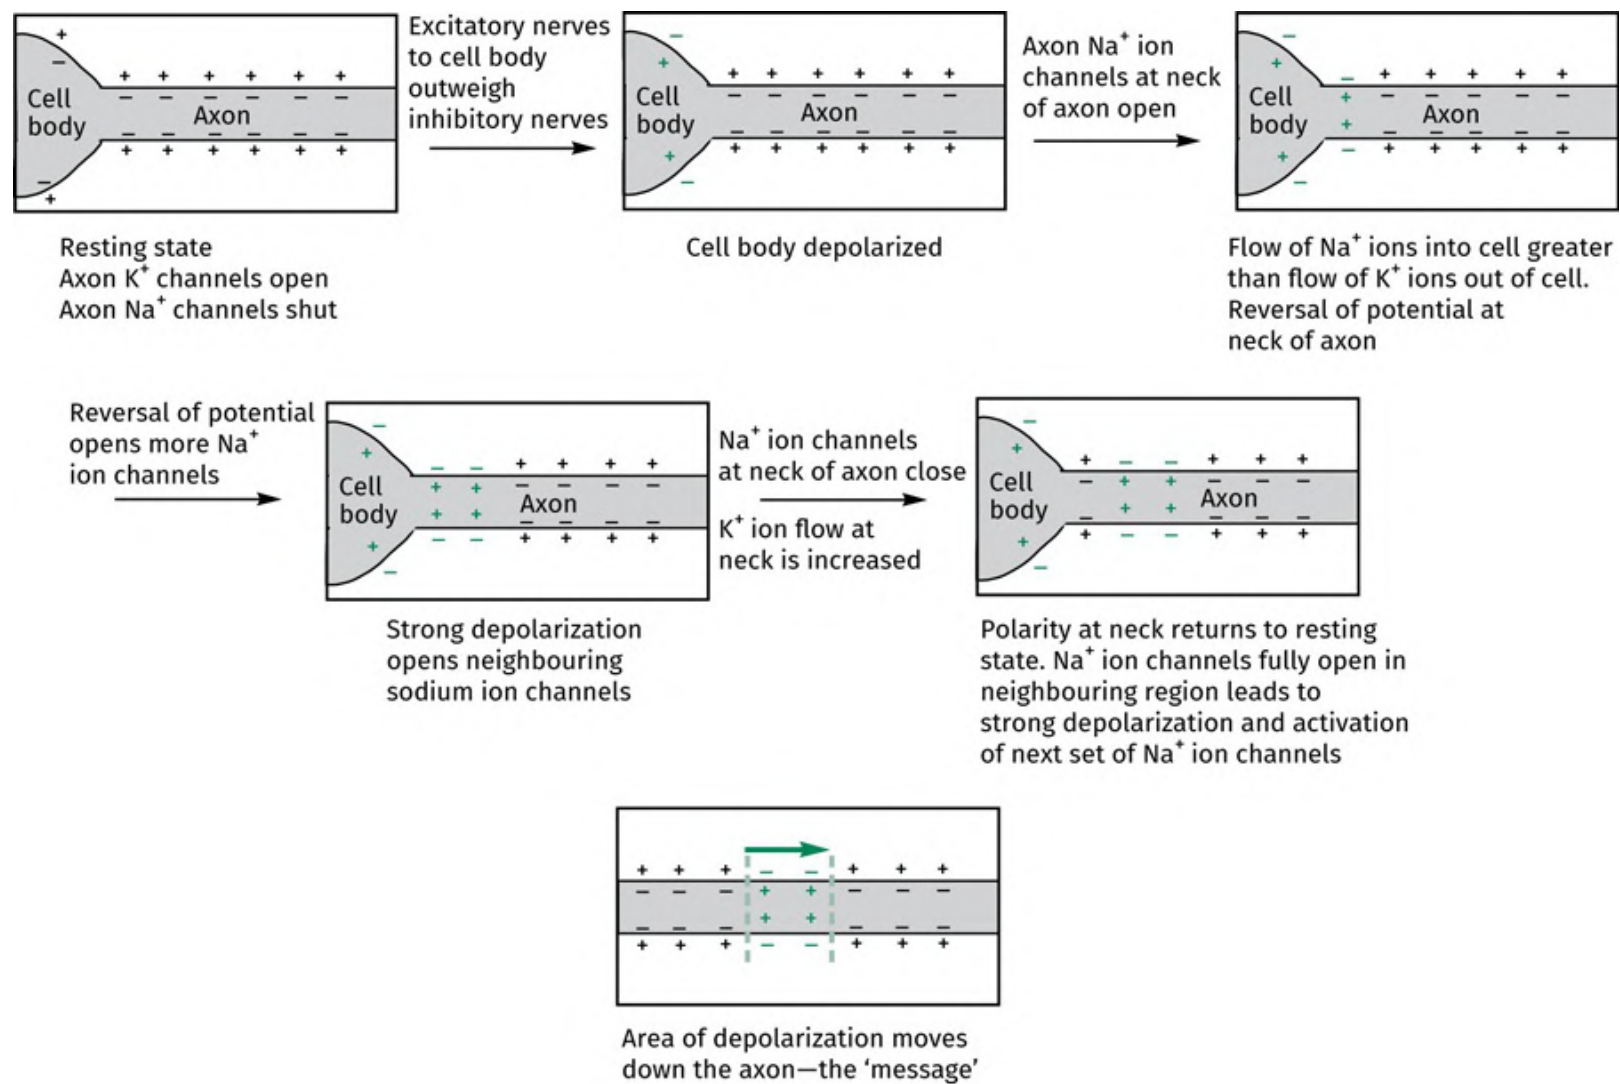 Cell
body
Axon
Resting state
Axon K⁺ channels open
Axon Na⁺ channels shut
Excitatory nerves
to cell body
outweigh
inhibitory nerves
Cell
body
Axon
Cell body depolarized
Axon Na⁺ ion
channels at neck
of axon open
Cell
body
Axon
Flow of Na⁺ ions into cell greater
than flow of K⁺ ions out of cell.
Reversal of potential at
neck of axon
Reversal of potential
opens more Na⁺
ion channels
Cell
body
Axon
Strong depolarization
opens neighbouring
sodium ion channels
Na⁺ ion channels
at neck of axon close
K⁺ ion flow at
neck is increased
Cell
body
Axon
Polarity at neck returns to resting
state. Na⁺ ion channels fully open in
neighbouring region leads to
strong depolarization and activation
of next set of Na⁺ ion channels
Area of depolarization moves
down the axon—the ‘message’